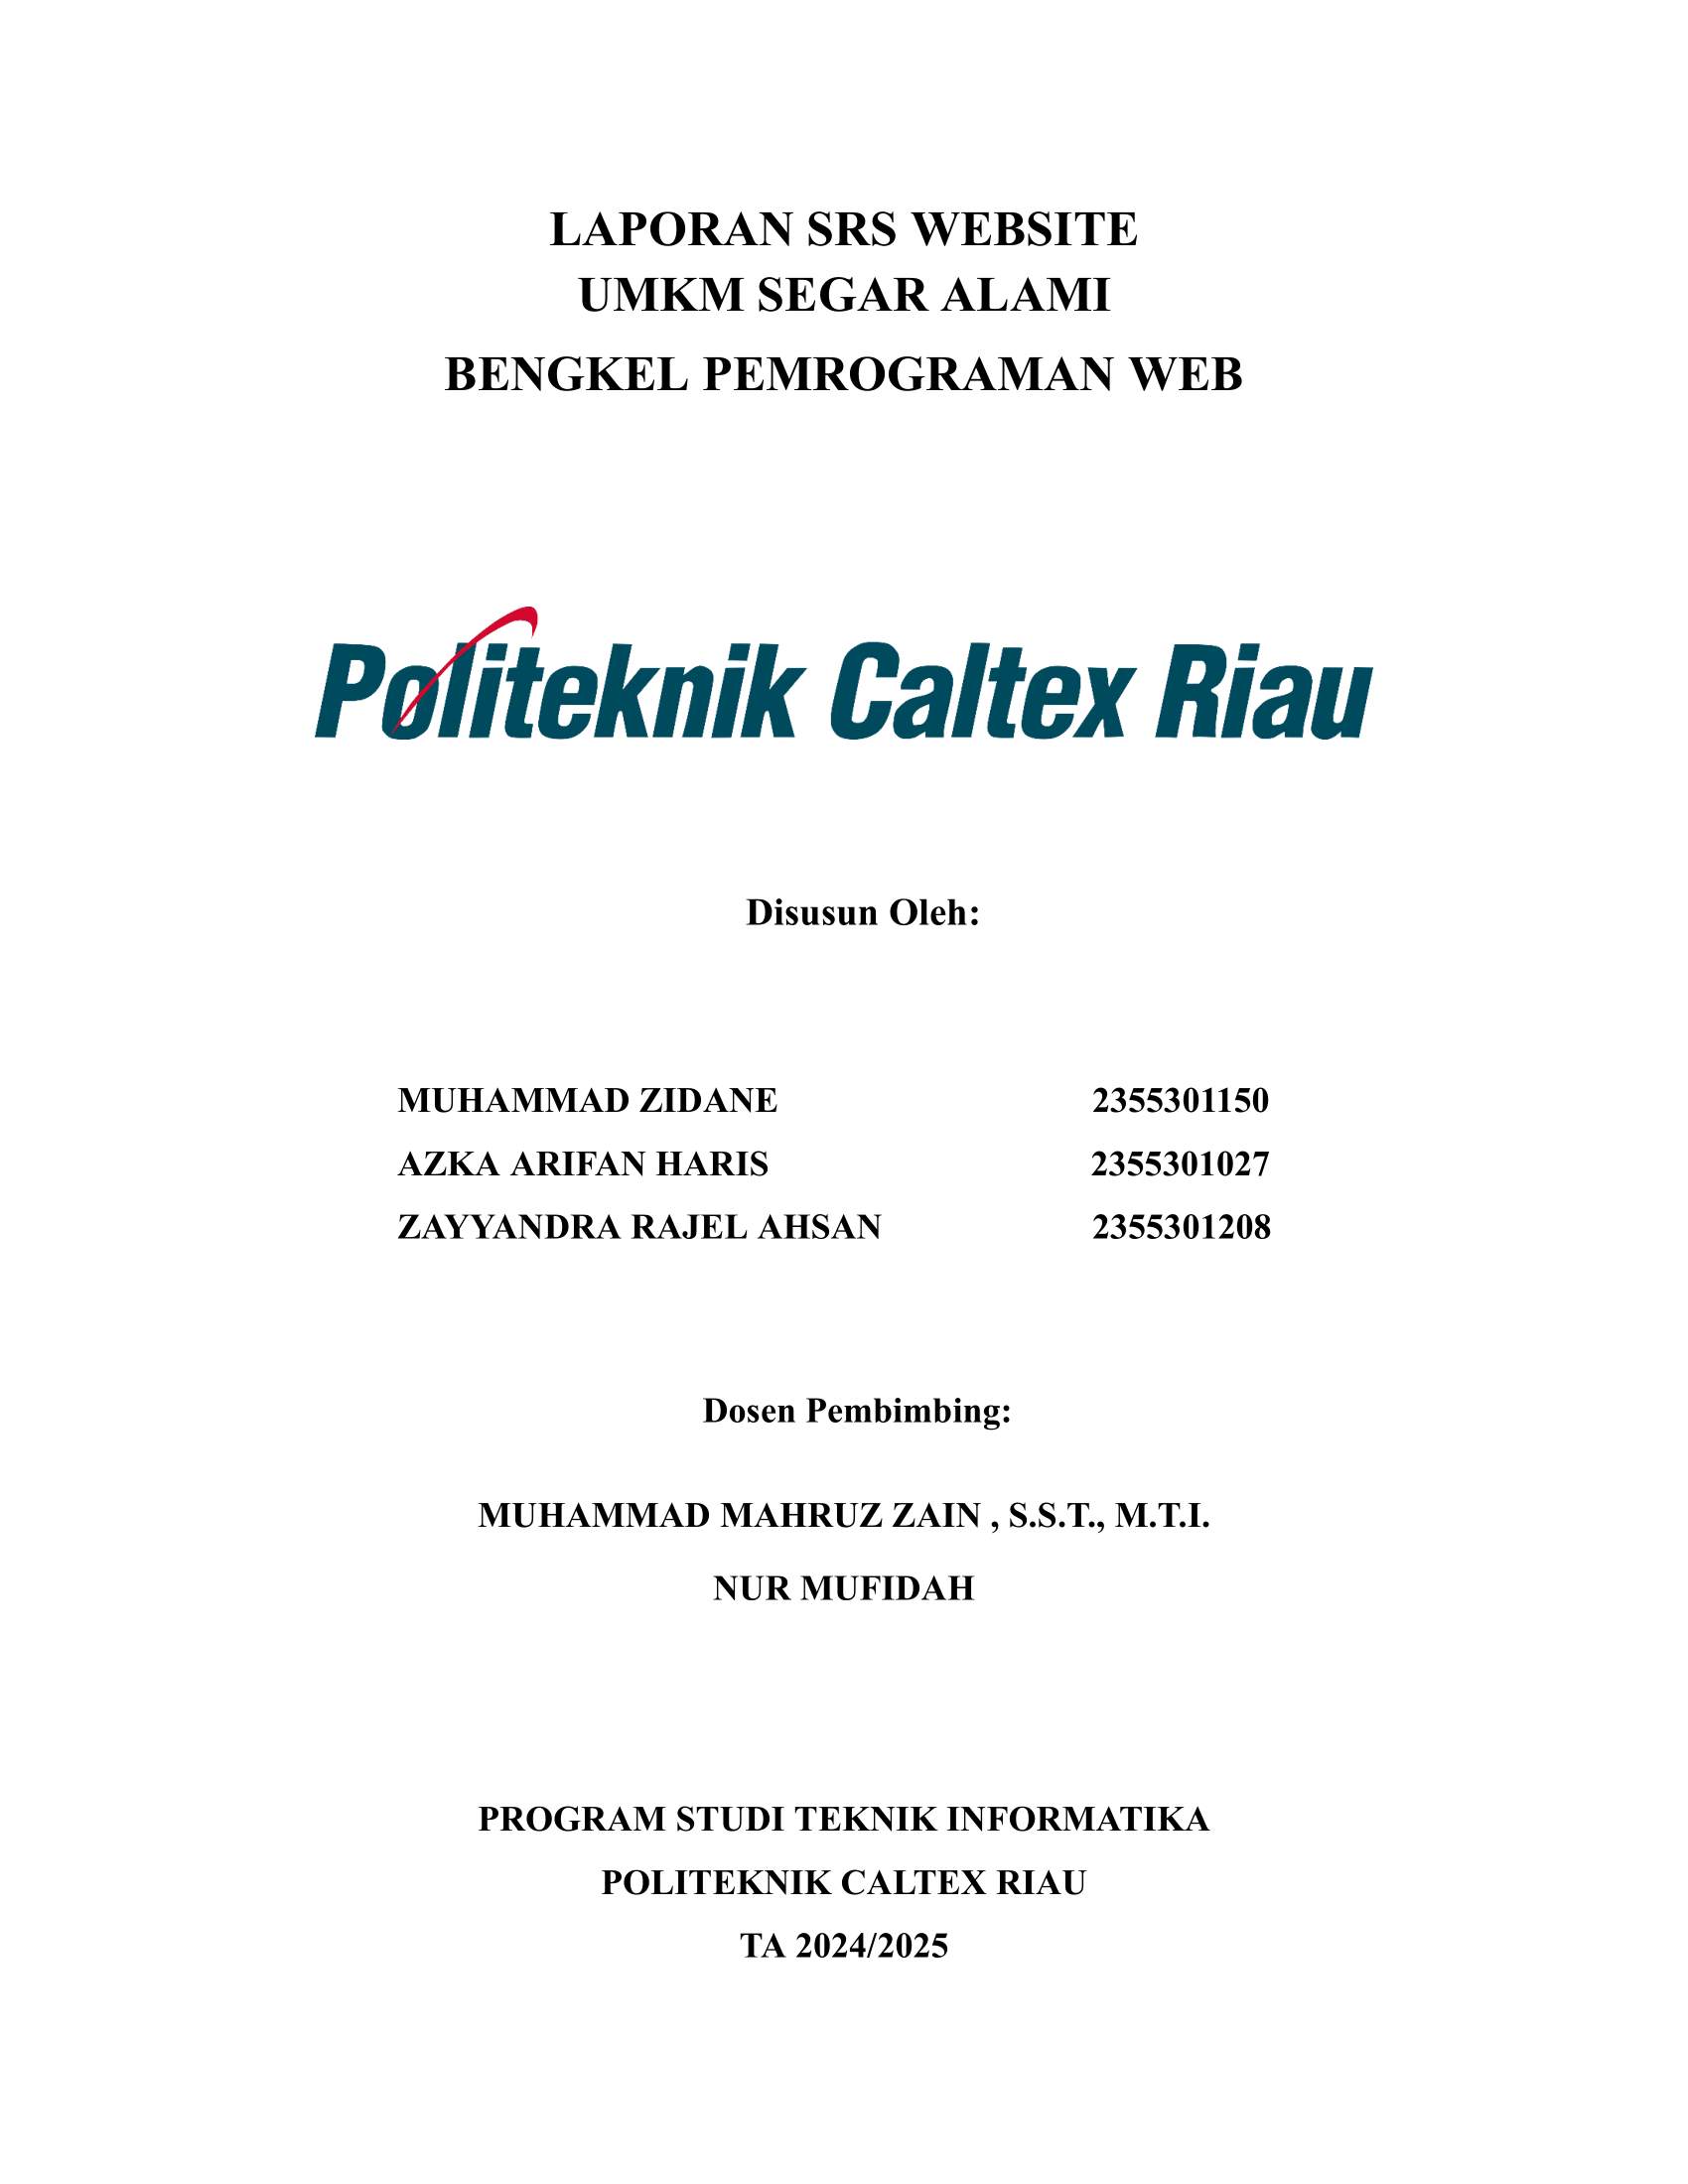 LAPORAN SRS WEBSITE
UMKM SEGAR ALAMI
BENGKEL PEMROGRAMAN WEB
Politeknik Caltex Riau
Disusun Oleh:
MUHAMMAD ZIDANE 2355301150
AZKA ARIFAN HARIS 2355301027
ZAYYANDRA RAJEL AHSAN 2355301208
Dosen Pembimbing:
MUHAMMAD MAHRUZ ZAIN , S.S.T., M.T.I.
NUR MUFIDAH
PROGRAM STUDI TEKNIK INFORMATIKA
POLITEKNIK CALTEX RIAU
TA 2024/2025